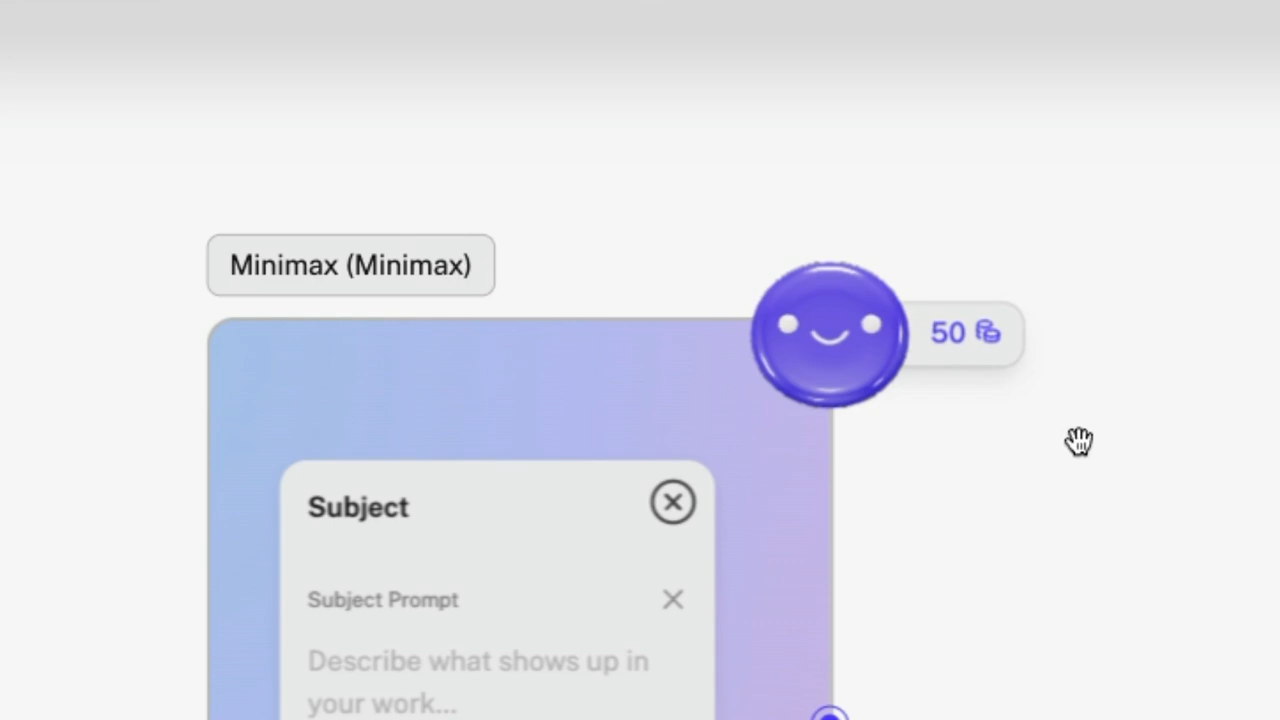 Minimax (Minimax)
50
Subject
Subject Prompt
Describe what shows up in
your work...